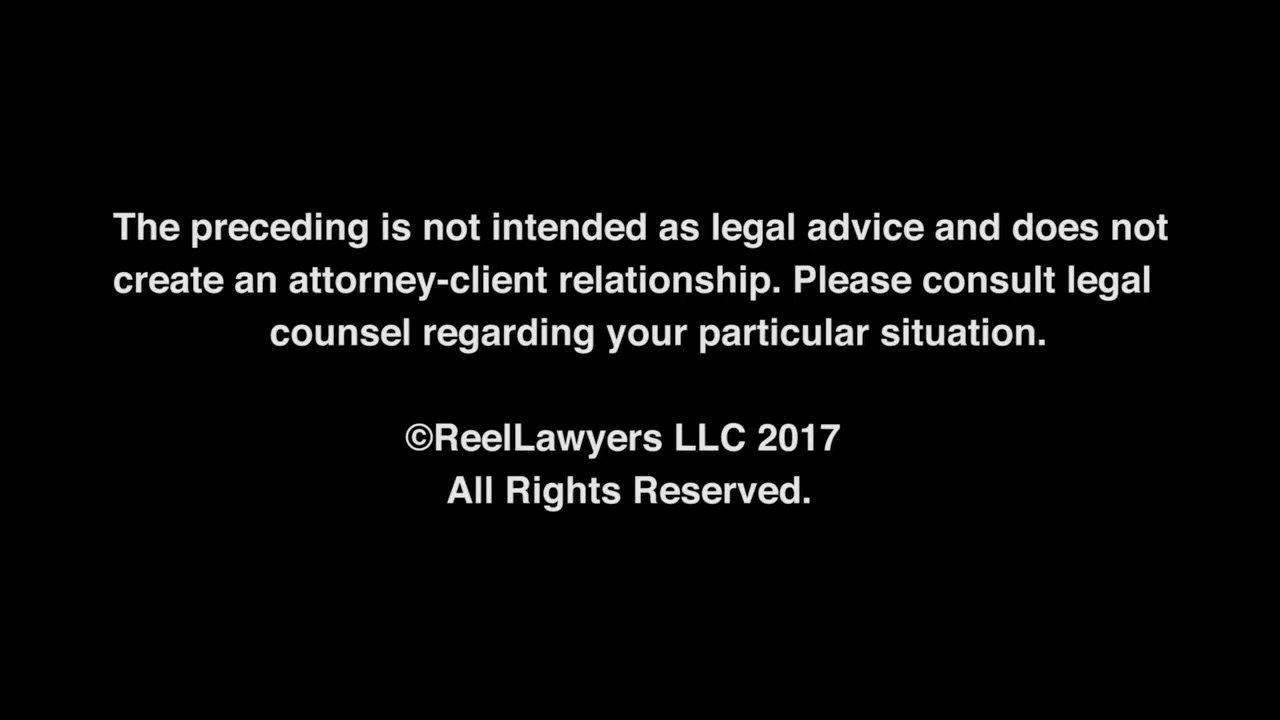 The preceding is not intended as legal advice and does not
create an attorney-client relationship. Please consult legal
counsel regarding your particular situation.
©ReelLawyers LLC 2017
All Rights Reserved.